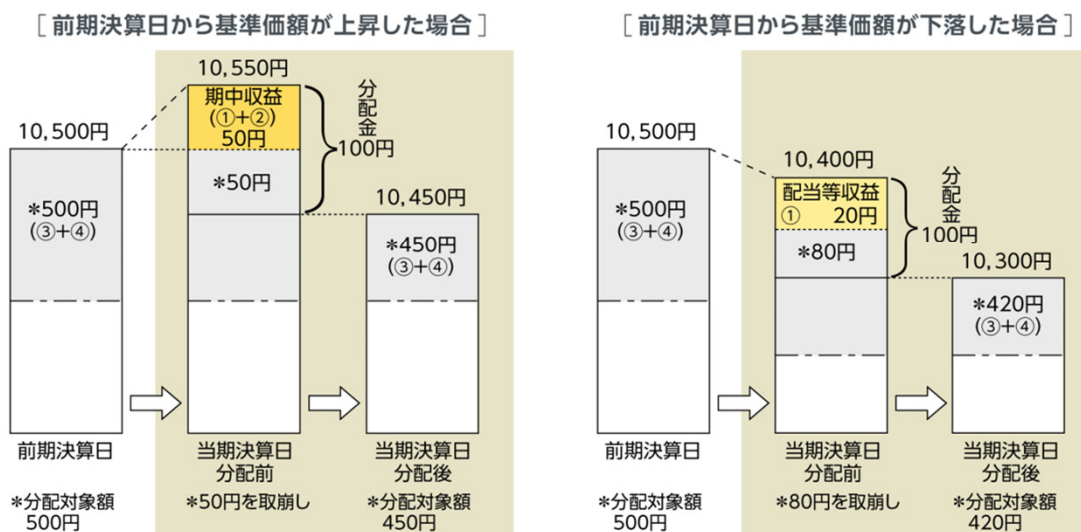 [前期決算日から基準価額が上昇した場合]
10,550円
期中収益
(①+②)
50円
分配金
100円
10,500円
*500円
(③+④)
*50円
10,450円
*450円
(③+④)
前期決算日
当期決算日
分配前
当期決算日
分配後
*分配対象額
500円
*50円を取崩し
*分配対象額
450円
[前期決算日から基準価額が下落した場合]
10,500円
*500円
(③+④)
10,400円
配当等収益
① 20円
*80円
分配金
100円
10,300円
*420円
(③+④)
前期決算日
当期決算日
分配前
当期決算日
分配後
*分配対象額
500円
*80円を取崩し
*分配対象額
420円